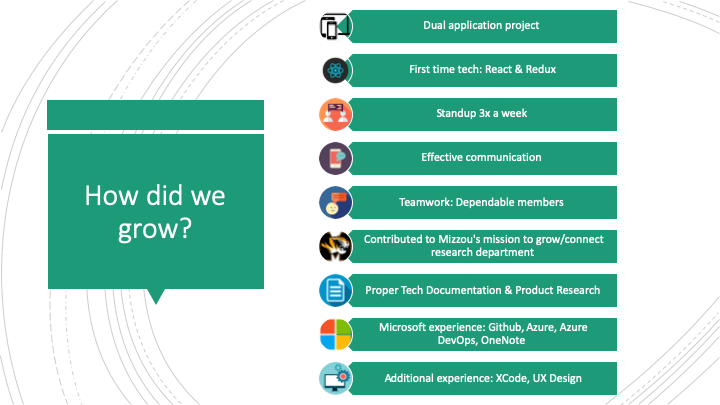 How did we
grow?
Dual application project
First time tech: React & Redux
Standup 3x a week
Effective communication
Teamwork: Dependable members
Contributed to Mizzou's mission to grow/connect
research department
Proper Tech Documentation & Product Research
Microsoft experience: Github, Azure, Azure
DevOps, OneNote
Additional experience: XCode, UX Design